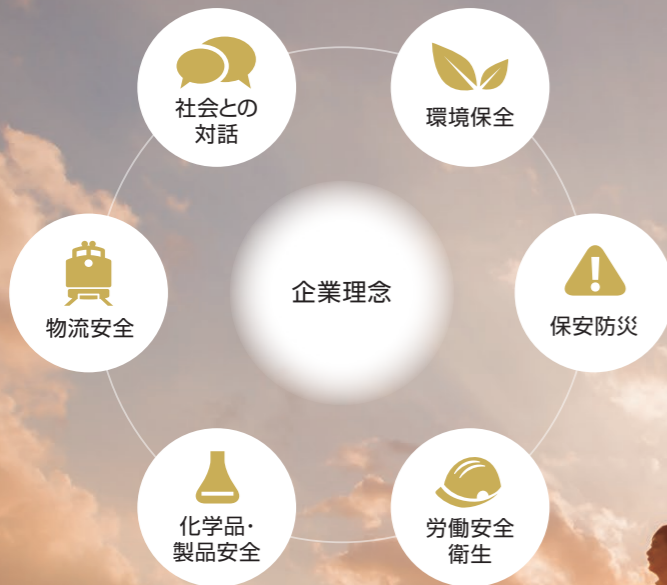 社会との
対話
環境保全
物流安全
企業理念
保安防災
化学品・
製品安全
労働安全
衛生